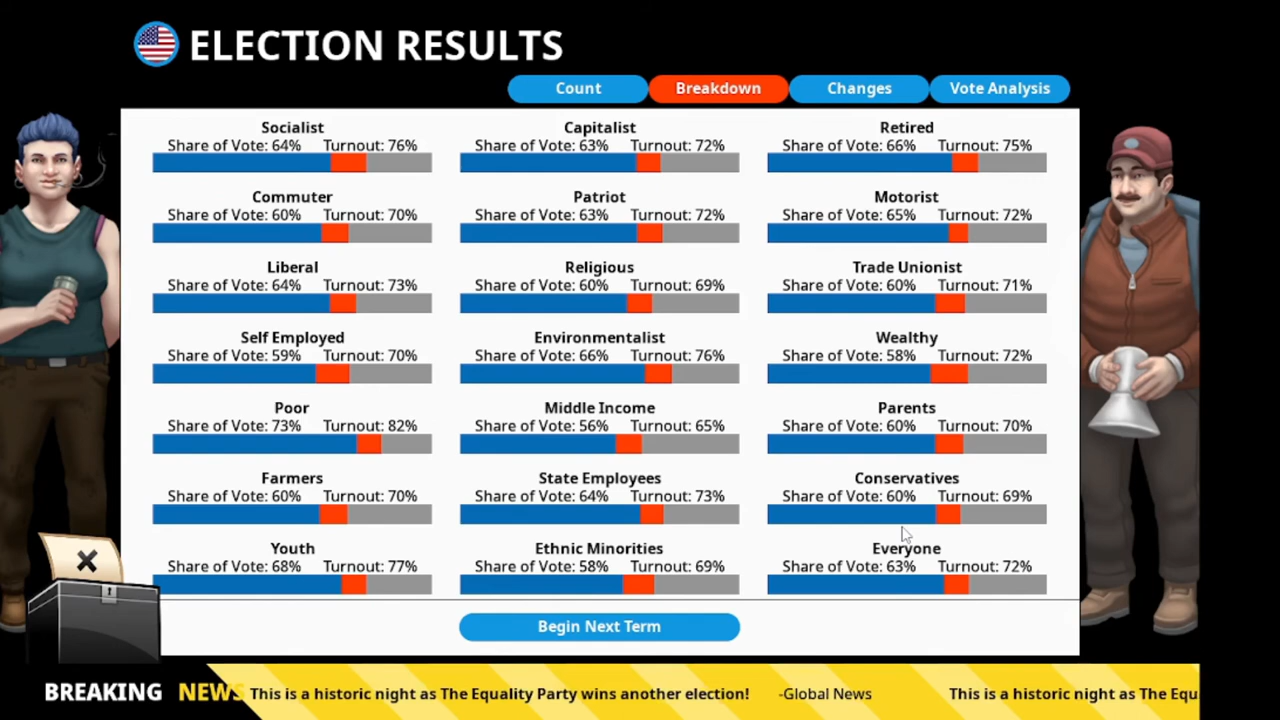 ELECTION RESULTS
Count Breakdown Changes Vote Analysis
Socialist Capitalist Retired
Share of Vote: 64% Turnout: 76% Share of Vote: 63% Turnout: 72% Share of Vote: 66% Turnout: 75%
Commuter Patriot Motorist
Share of Vote: 60% Turnout: 70% Share of Vote: 63% Turnout: 72% Share of Vote: 65% Turnout: 72%
Liberal Religious Trade Unionist
Share of Vote: 64% Turnout: 73% Share of Vote: 60% Turnout: 69% Share of Vote: 60% Turnout: 71%
Self Employed Environmentalist Wealthy
Share of Vote: 59% Turnout: 70% Share of Vote: 66% Turnout: 76% Share of Vote: 58% Turnout: 72%
Poor Middle Income Parents
Share of Vote: 73% Turnout: 82% Share of Vote: 56% Turnout: 65% Share of Vote: 60% Turnout: 70%
Farmers State Employees Conservatives
Share of Vote: 60% Turnout: 70% Share of Vote: 64% Turnout: 73% Share of Vote: 60% Turnout: 69%
Youth Ethnic Minorities Everyone
Share of Vote: 68% Turnout: 77% Share of Vote: 58% Turnout: 69% Share of Vote: 63% Turnout: 72%
Begin Next Term
BREAKING NEWS This is a historic night as The Equality Party wins another election! -Global News This is a historic night as The Equ